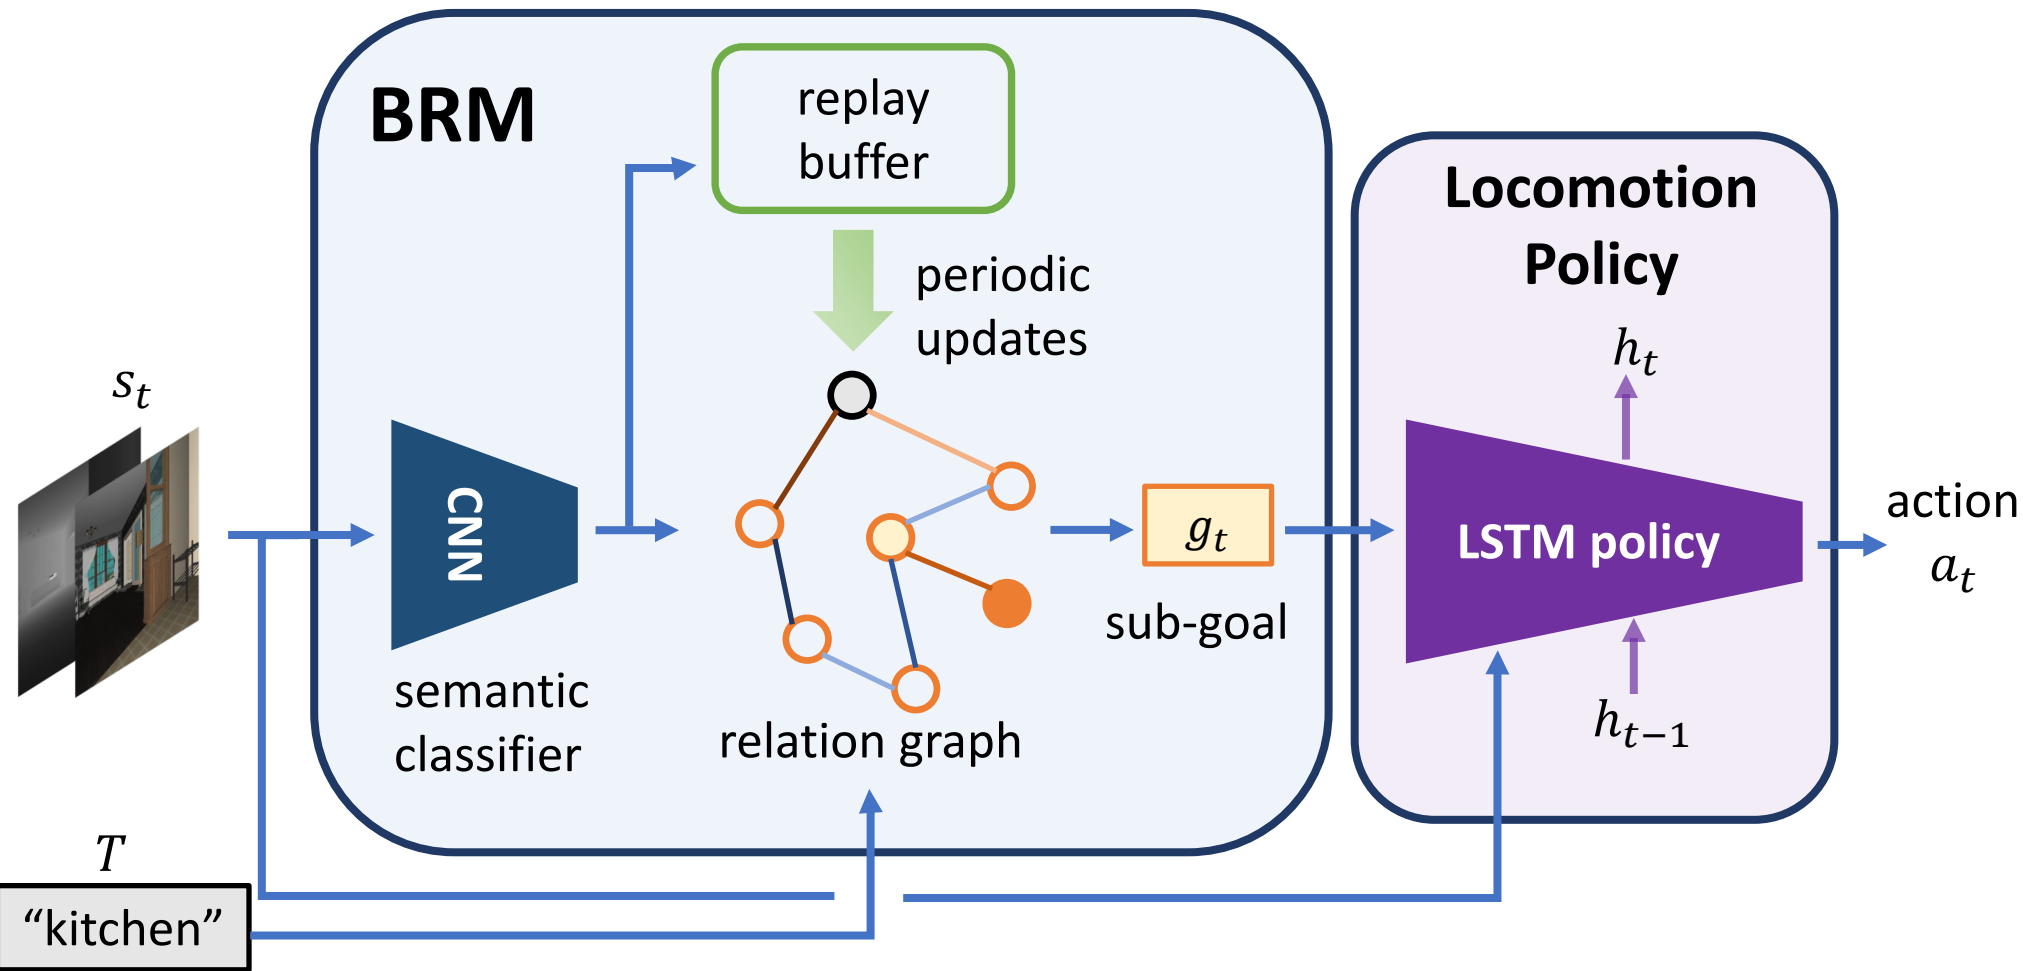 BRM
replay
buffer
periodic
updates
Locomotion
Policy
h_t
s_t
CNN
g_t
LSTM policy
action
a_t
sub-goal
semantic
classifier
relation graph
h_{t-1}
T
“kitchen”